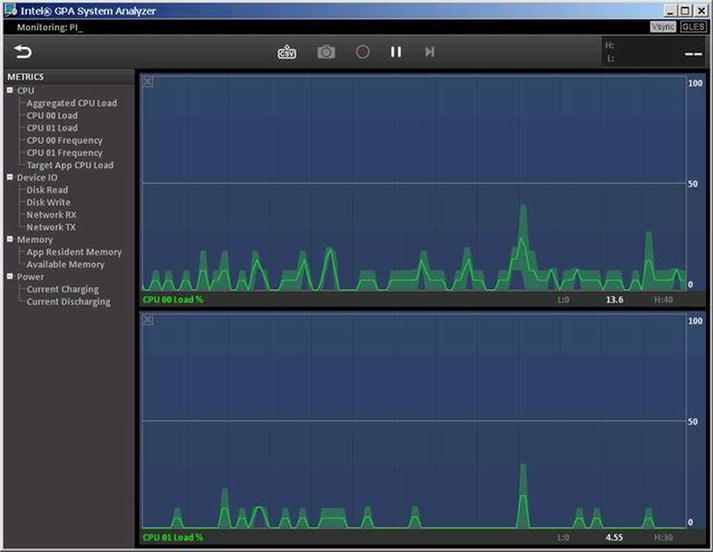 Intel® GPA System Analyzer
Monitoring: PI_
Vsync GLES
CSV
H:
L:
--
METRICS
CPU
Aggregated CPU Load
CPU 00 Load
CPU 01 Load
CPU 00 Frequency
CPU 01 Frequency
Target App CPU Load
Device IO
Disk Read
Disk Write
Network RX
Network TX
Memory
App Resident Memory
Available Memory
Power
Current Charging
Current Discharging
100
50
0
CPU 00 Load % L:0 13.6 H:40
100
50
0
CPU 01 Load % L:0 4.55 H:30